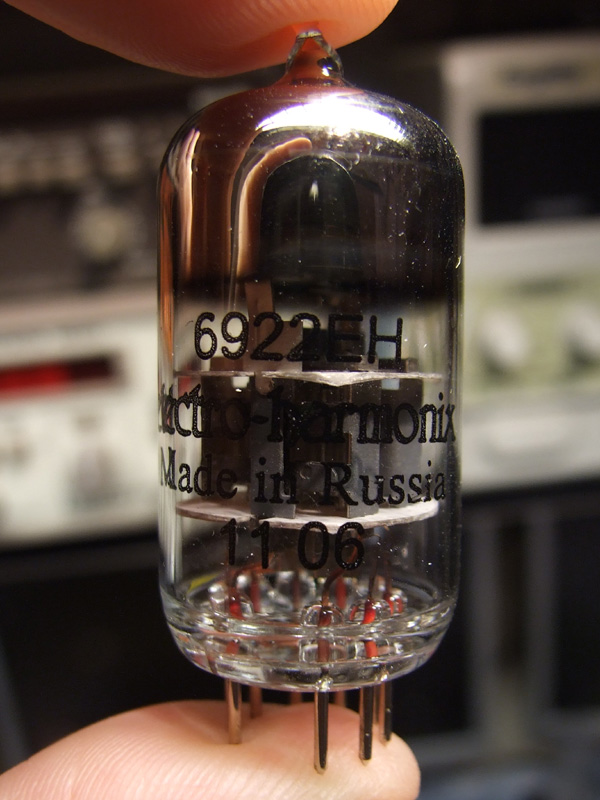 6922EH
Electro-harmonix
Made in Russia
11 06